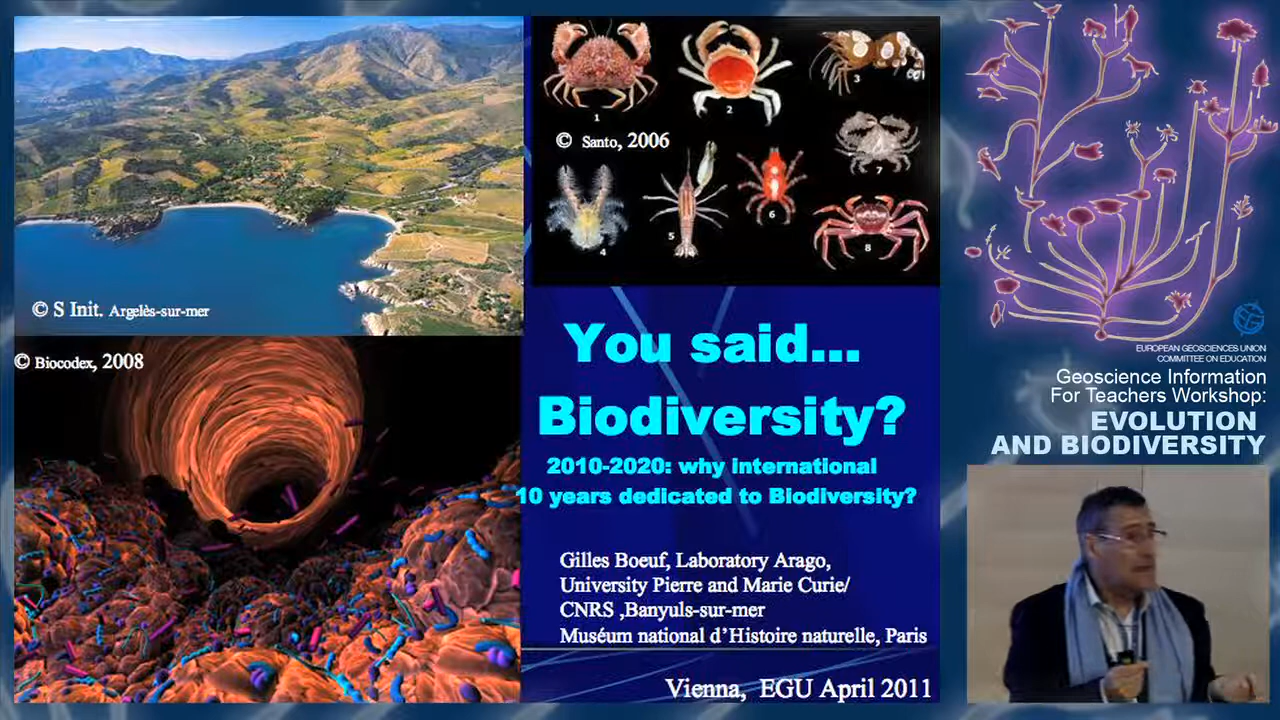 © S Init. Argelès-sur-mer
© Biocodex, 2008
1
2
3
© Santo, 2006
4
5
6
7
8
You said...
Biodiversity?
2010-2020: why international
10 years dedicated to Biodiversity?
Gilles Boeuf, Laboratory Arago,
University Pierre and Marie Curie/
CNRS ,Banyuls-sur-mer
Muséum national d'Histoire naturelle, Paris
Vienna, EGU April 2011
EUROPEAN GEOSCIENCES UNION
COMMITTEE ON EDUCATION
Geoscience Information
For Teachers Workshop:
EVOLUTION
AND BIODIVERSITY